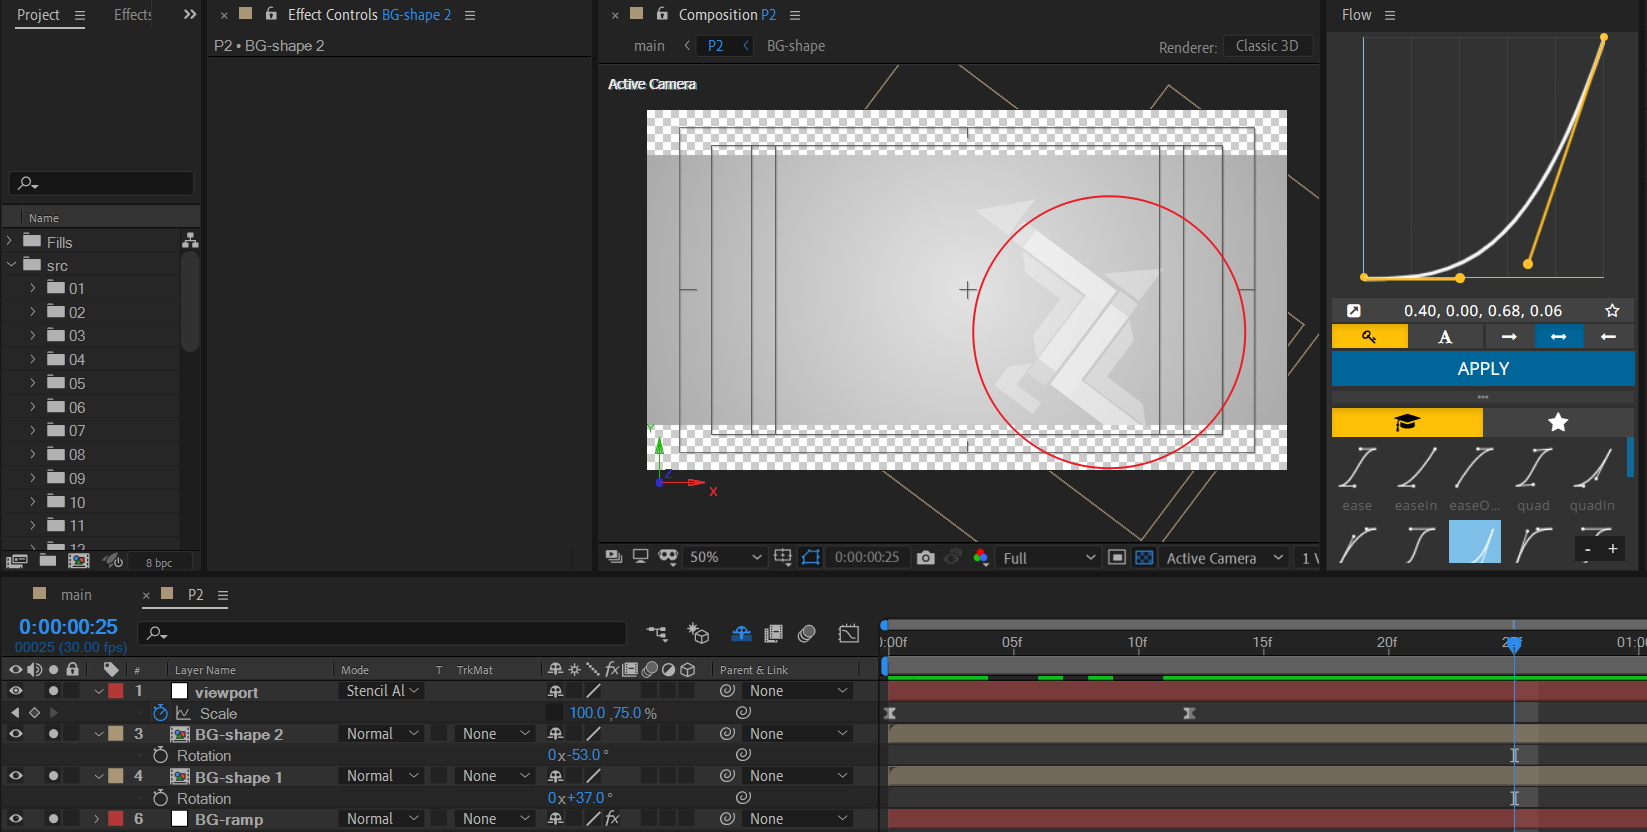 Project
Effects
Effect Controls BG-shape 2
P2 • BG-shape 2
Composition P2
main < P2 < BG-shape
Renderer: Classic 3D
Active Camera
Flow
Name
Fills
src
01
02
03
04
05
06
07
08
09
10
11
12
8 bpc
Y
Z
X
50%
0:00:00:25
Full
Active Camera
1 V
0.40, 0.00, 0.68, 0.06
A
APPLY
ease
easeIn
easeO...
quad
quadIn
- +
main
P2
0:00:00:25
00025 (30.00 fps)
:00f 05f 10f 15f 20f 01:0
# Layer Name Mode T TrkMat fx Parent & Link
1 viewport Stencil Al None
Scale 100.0 ,75.0 %
3 BG-shape 2 Normal None None
Rotation 0x-53.0 °
4 BG-shape 1 Normal None None
Rotation 0x+37.0 °
6 BG-ramp Normal None fx None